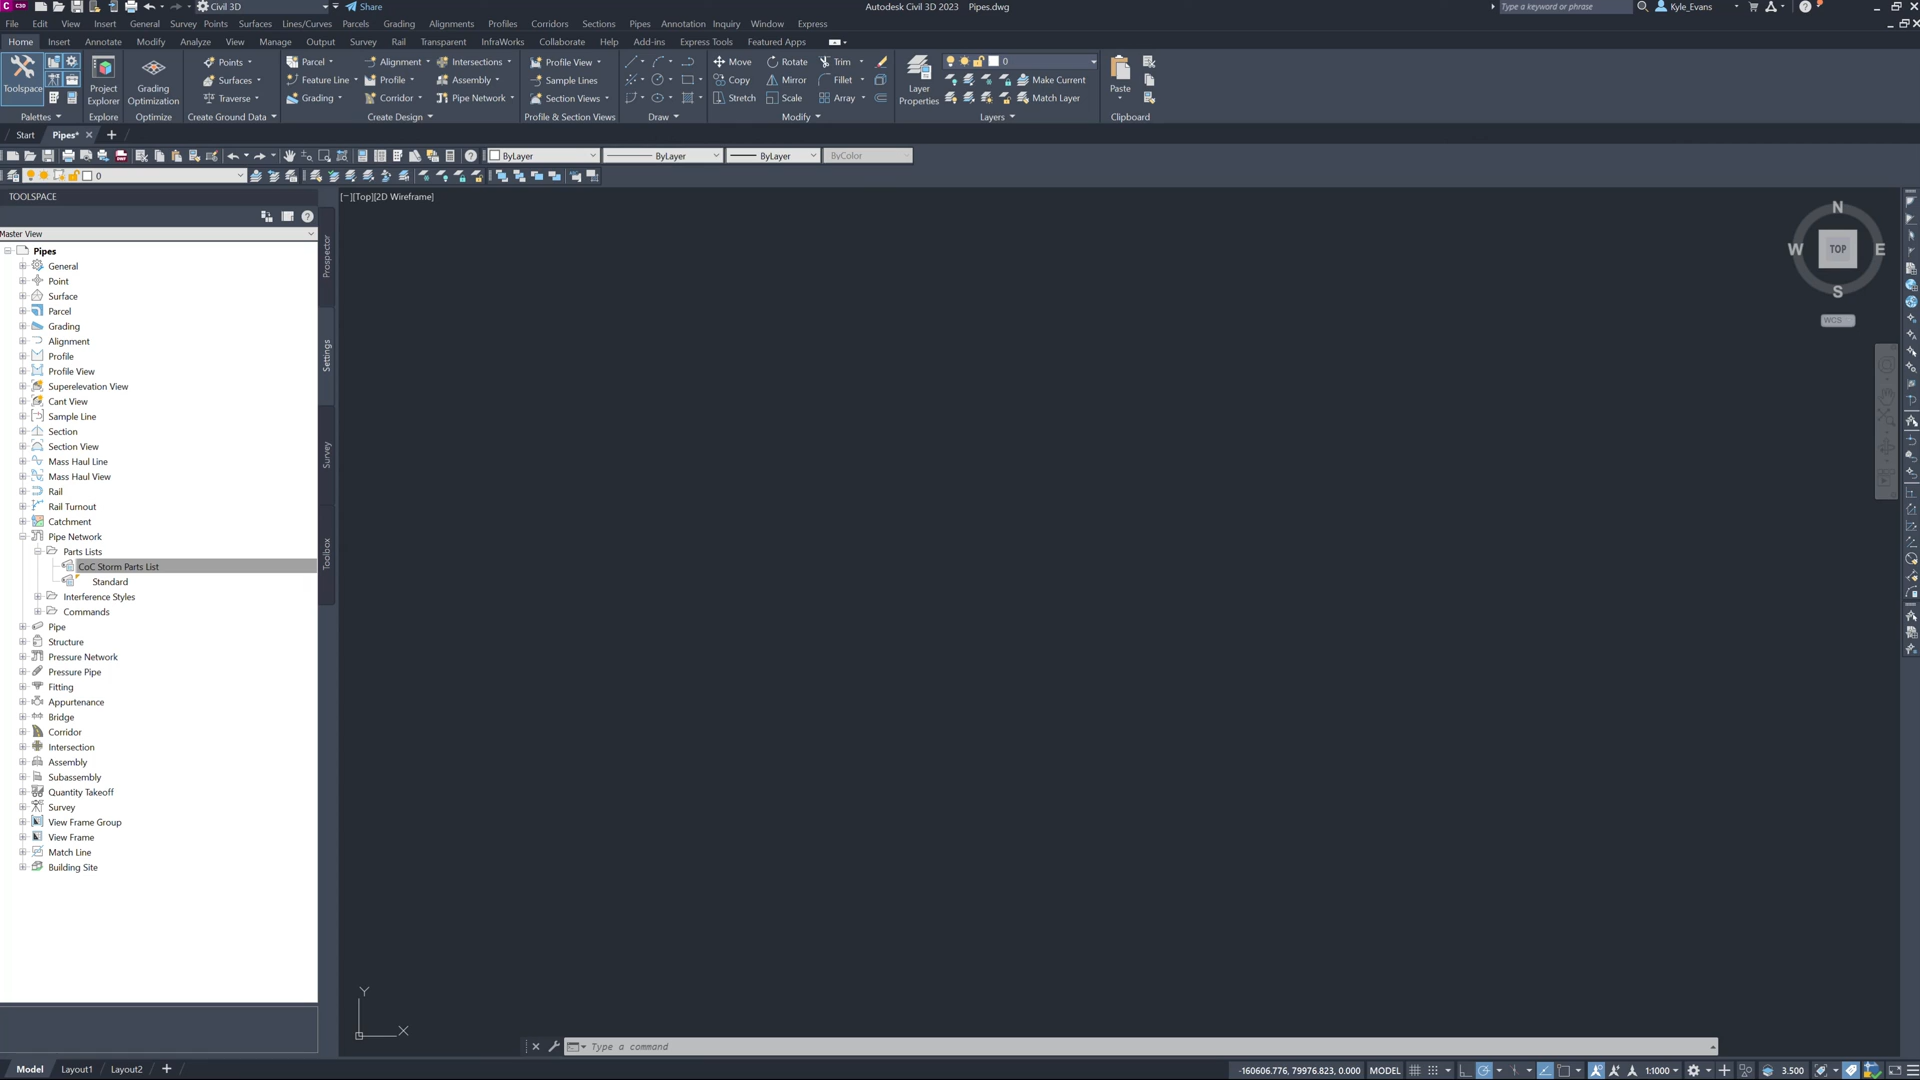 C3D Civil 3D Share Autodesk Civil 3D 2023 Pipes.dwg Type a keyword or phrase Kyle_Evans
File Edit View Insert General Survey Points Surfaces Lines/Curves Parcels Grading Alignments Profiles Corridors Sections Pipes Annotation Inquiry Window Express
Home Insert Annotate Modify Analyze View Manage Output Survey Rail Transparent InfraWorks Collaborate Help Add-ins Express Tools Featured Apps
Points Parcel Alignment Intersections Profile View Move Rotate Trim 0
Surfaces Feature Line Profile Assembly Sample Lines Copy Mirror Fillet Make Current
Toolspace Project Explorer Grading Optimization Layer Properties Paste
Traverse Grading Corridor Pipe Network Section Views Stretch Scale Array Match Layer
Palettes Explore Optimize Create Ground Data Create Design Profile & Section Views Draw Modify Layers Clipboard
Start Pipes*
ByLayer ByLayer ByLayer ByColor
0
TOOLSPACE
[−][Top][2D Wireframe]
Master View
Pipes
General
Point
Surface
Parcel
Grading
Alignment
Profile
Profile View
Superelevation View
Cant View
Sample Line
Section
Section View
Mass Haul Line
Mass Haul View
Rail
Rail Turnout
Catchment
Pipe Network
Parts Lists
CoC Storm Parts List
Standard
Interference Styles
Commands
Pipe
Structure
Pressure Network
Pressure Pipe
Fitting
Appurtenance
Bridge
Corridor
Intersection
Assembly
Subassembly
Quantity Takeoff
Survey
View Frame Group
View Frame
Match Line
Building Site
Prospector
Settings
Survey
Toolbox
N
W TOP E
S
WCS
Y
X
Type a command
Model Layout1 Layout2
-160606.776, 79976.823, 0.000 MODEL 1:1000 3.500